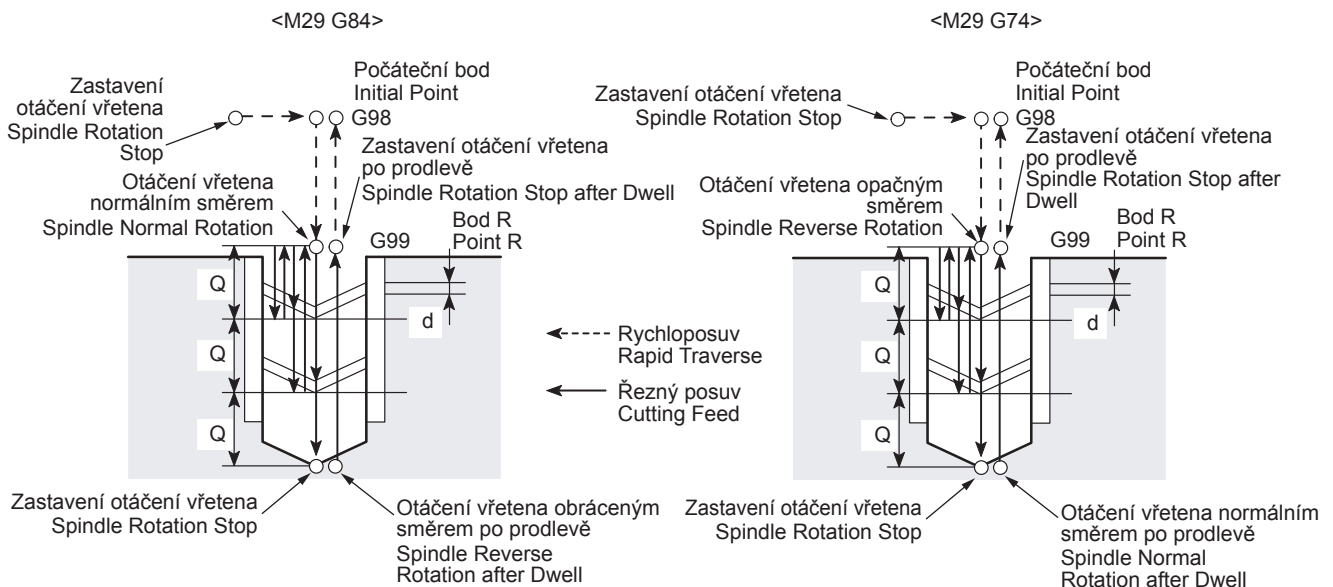 <M29 G84>
Zastavení
otáčení vřetena
Spindle Rotation
Stop
Počáteční bod
Initial Point
G98
Zastavení otáčení vřetena
po prodlevě
Spindle Rotation Stop after Dwell
Otáčení vřetena
normálním směrem
Spindle Normal Rotation
Bod R
Point R
G99
Q
d
Q
Q
Zastavení otáčení vřetena
Spindle Rotation Stop
Otáčení vřetena obráceným
směrem po prodlevě
Spindle Reverse
Rotation after Dwell
Rychloposuv
Rapid Traverse
Řezný posuv
Cutting Feed
<M29 G74>
Zastavení otáčení vřetena
Spindle Rotation Stop
Počáteční bod
Initial Point
G98
Zastavení otáčení vřetena
po prodlevě
Spindle Rotation Stop after
Dwell
Otáčení vřetena opačným
směrem
Spindle Reverse Rotation
Bod R
Point R
G99
Q
d
Q
Q
Zastavení otáčení vřetena
Spindle Rotation Stop
Otáčení vřetena normálním
směrem po prodlevě
Spindle Normal
Rotation after Dwell